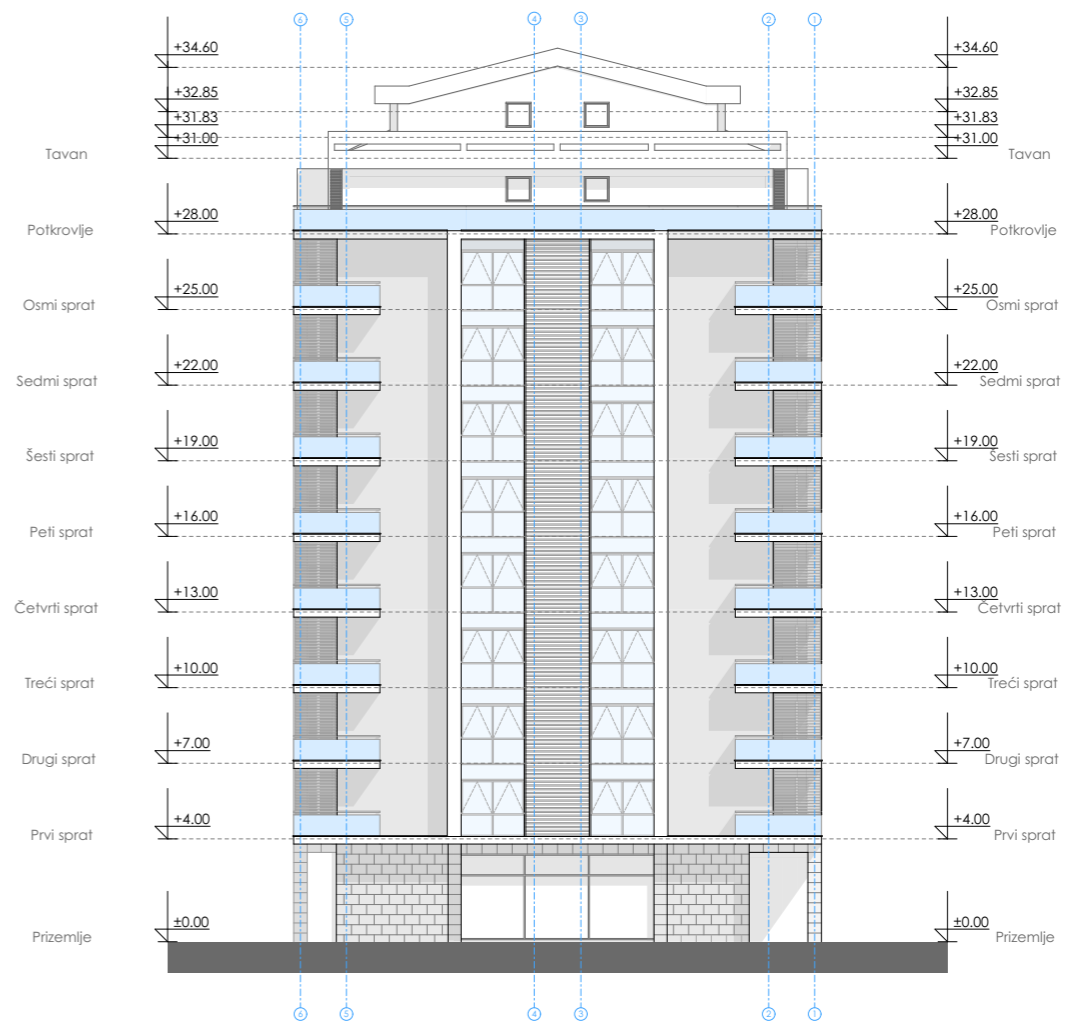 6 5 4 3 2 1
+34.60 +34.60
+32.85 +32.85
+31.83 +31.83
+31.00 +31.00
Tavan Tavan
+28.00 +28.00
Potkrovlje Potkrovlje
+25.00 +25.00
Osmi sprat Osmi sprat
+22.00 +22.00
Sedmi sprat Sedmi sprat
+19.00 +19.00
Šesti sprat Šesti sprat
+16.00 +16.00
Peti sprat Peti sprat
+13.00 +13.00
Četvrti sprat Četvrti sprat
+10.00 +10.00
Treći sprat Treći sprat
+7.00 +7.00
Drugi sprat Drugi sprat
+4.00 +4.00
Prvi sprat Prvi sprat
±0.00 ±0.00
Prizemlje Prizemlje
6 5 4 3 2 1